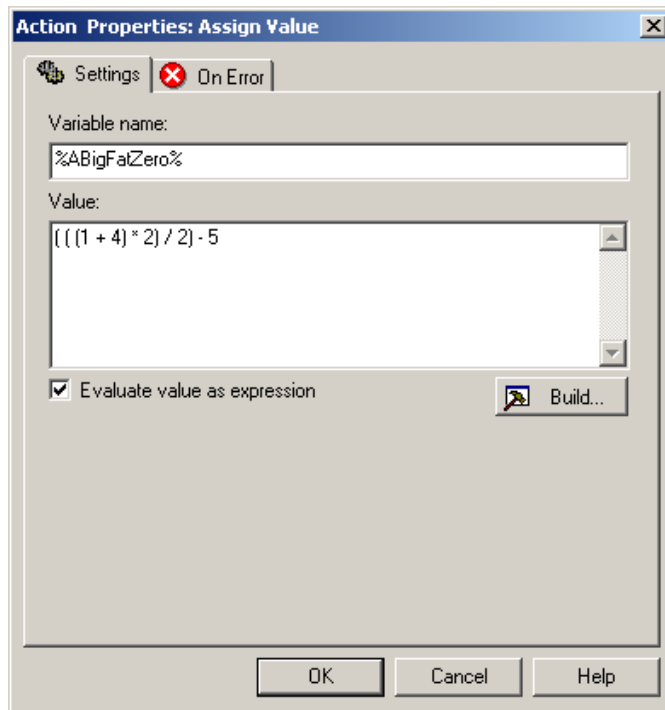 Action Properties: Assign Value
Settings
On Error
Variable name:
%ABigFatZero%
Value:
( ( (1 + 4) * 2) / 2) - 5
Evaluate value as expression
Build...
OK
Cancel
Help